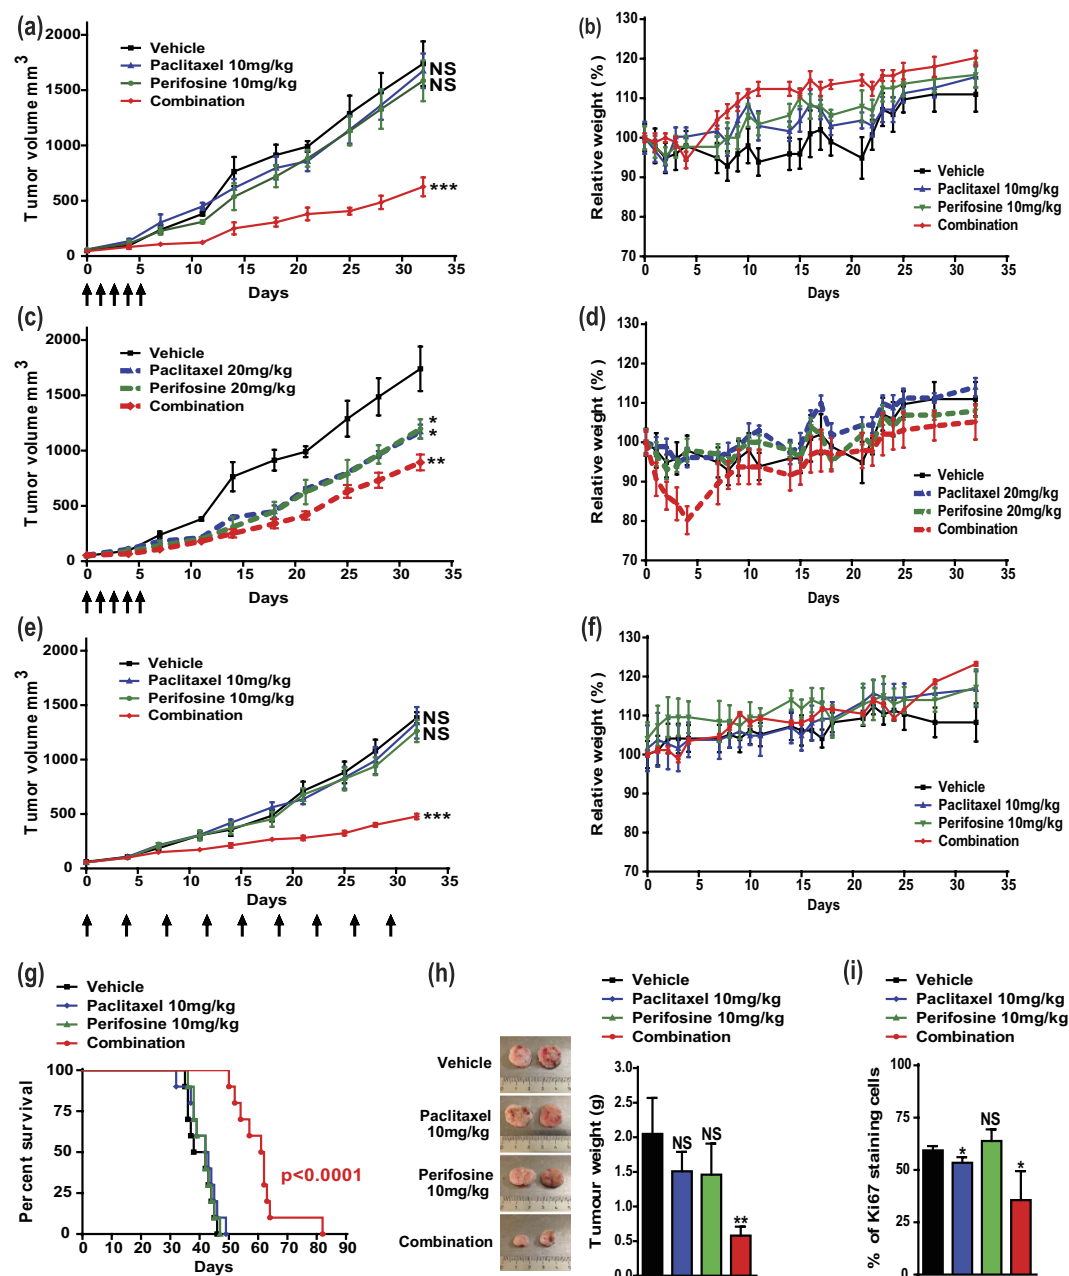 (a)
Tumor volume mm3
2000
1500
1000
500
0
Vehicle
Paclitaxel 10mg/kg
Perifosine 10mg/kg
Combination
NS
NS
***
0 5 10 15 20 25 30 35
Days
(b)
Relative weight (%)
130
120
110
100
90
80
70
Vehicle
Paclitaxel 10mg/kg
Perifosine 10mg/kg
Combination
0 5 10 15 20 25 30 35
Days
(c)
Tumor volume mm3
2000
1500
1000
500
0
Vehicle
Paclitaxel 20mg/kg
Perifosine 20mg/kg
Combination
*
*
**
0 5 10 15 20 25 30 35
Days
(d)
Relative weight (%)
130
120
110
100
90
80
70
Vehicle
Paclitaxel 20mg/kg
Perifosine 20mg/kg
Combination
0 5 10 15 20 25 30 35
Days
(e)
Tumor volume mm3
2000
1500
1000
500
0
Vehicle
Paclitaxel 10mg/kg
Perifosine 10mg/kg
Combination
NS
NS
***
0 5 10 15 20 25 30 35
Days
(f)
Relative weight (%)
130
120
110
100
90
80
70
Vehicle
Paclitaxel 10mg/kg
Perifosine 10mg/kg
Combination
0 5 10 15 20 25 30 35
Days
(g)
Vehicle
Paclitaxel 10mg/kg
Perifosine 10mg/kg
Combination
Per cent survival
100
75
50
25
0
p<0.0001
0 10 20 30 40 50 60 70 80 90
Days
(h)
Vehicle
Paclitaxel
10mg/kg
Perifosine
10mg/kg
Combination
Vehicle
Paclitaxel 10mg/kg
Perifosine 10mg/kg
Combination
Tumour weight (g)
3.0
2.5
2.0
1.5
1.0
0.5
0.0
NS
NS
**
(i)
Vehicle
Paclitaxel 10mg/kg
Perifosine 10mg/kg
Combination
% of Ki67 staining cells
100
75
50
25
0
*
NS
*